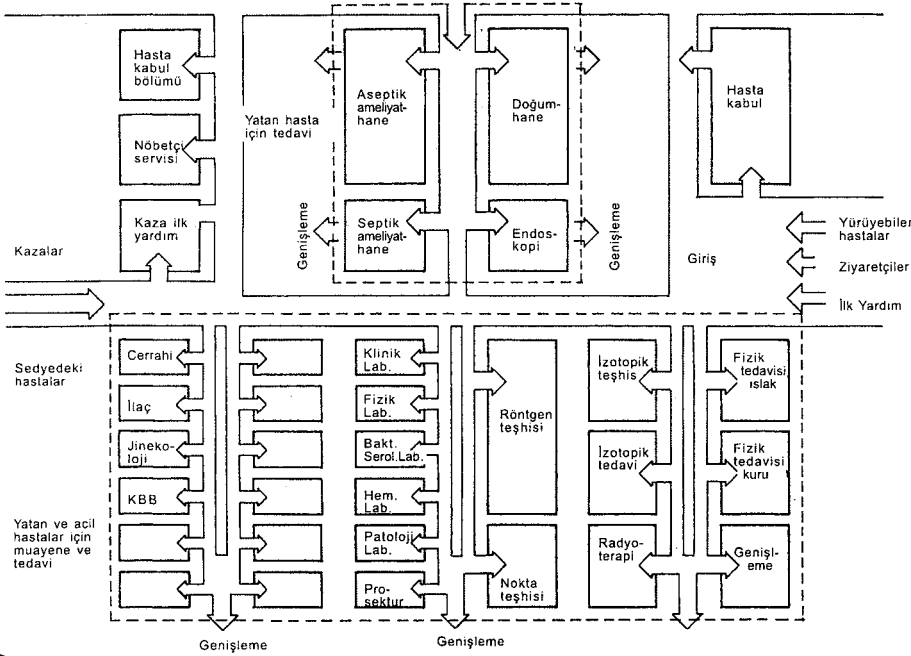 Hasta
kabul
bölümü
Nöbetçi
servisi
Kaza ilk
yardım
Kazalar
Yatan hasta
için tedavi
Aseptik
ameliyat-
hane
Doğum-
hane
Septik
ameliyat-
hane
Endos-
kopi
Genişleme
Genişleme
Hasta
kabul
Giriş
Yürüyebilen
hastalar
Ziyaretçiler
İlk Yardım
Sedyedeki
hastalar
Yatan ve acil
hastalar için
muayene ve
tedavi
Cerrahi
İlaç
Jineko-
loji
KBB
Klinik
Lab.
Fizik
Lab.
Bakt.
Serol.Lab.
Hem.
Lab.
Patoloji
Lab.
Pro-
sektur
Röntgen
teşhisi
Nokta
teşhisi
İzotopik
teşhis
İzotopik
tedavi
Radyo-
terapi
Fizik
tedavisi
ıslak
Fizik
tedavisi
kuru
Genişle-
leme
Genişleme
Genişleme